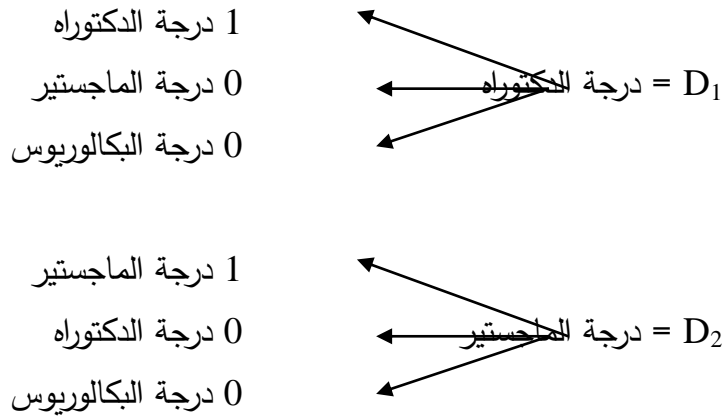 1 درجة الدكتوراه
D1 = درجة الدكتوراه
0 درجة الماجستير
0 درجة البكالوريوس
1 درجة الماجستير
D2 = درجة الماجستير
0 درجة الدكتوراه
0 درجة البكالوريوس